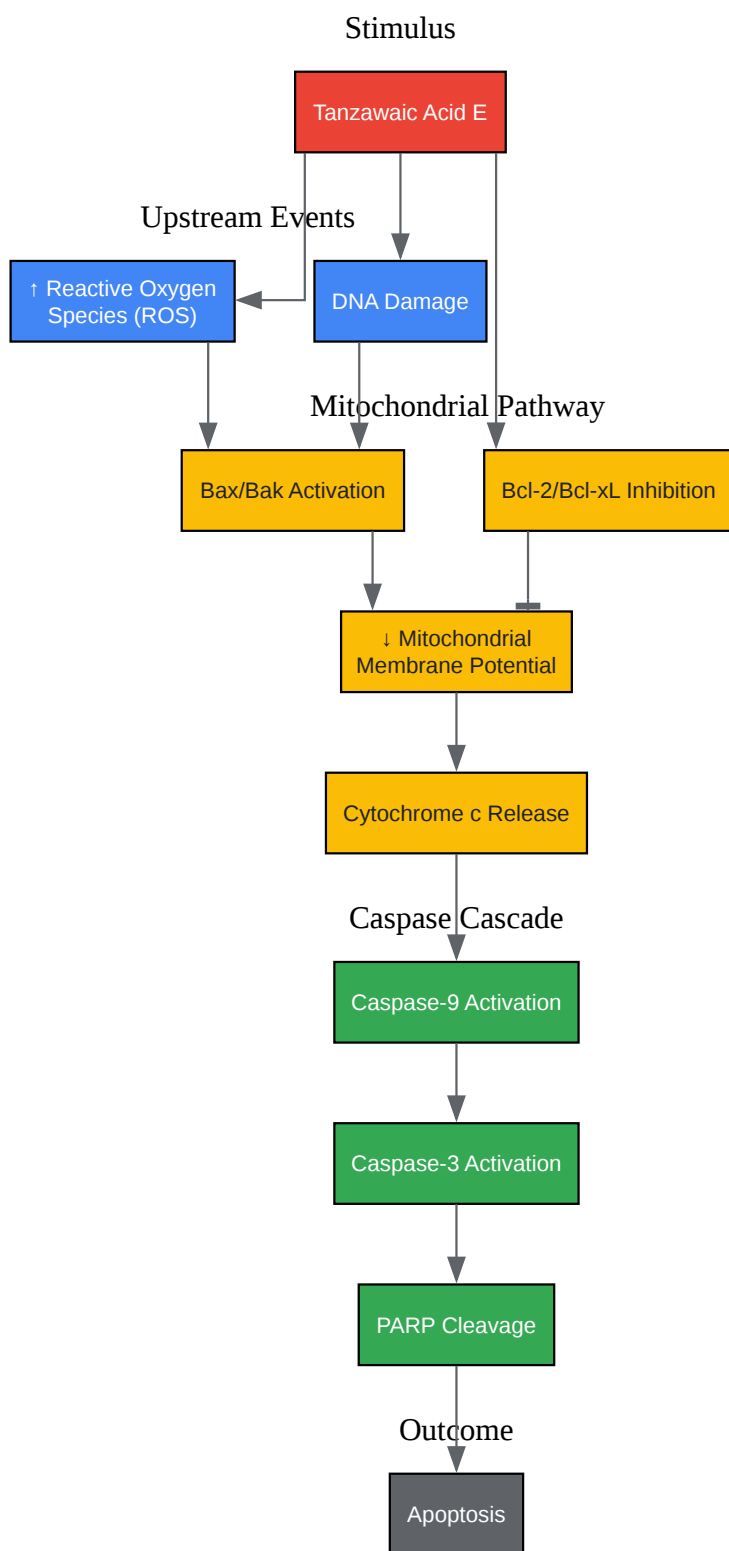 Stimulus
Tanzawaic Acid E
Upstream Events
↑ Reactive Oxygen
Species (ROS)
DNA Damage
Mitochondrial Pathway
Bax/Bak Activation
Bcl-2/Bcl-xL Inhibition
↓ Mitochondrial
Membrane Potential
Cytochrome c Release
Caspase Cascade
Caspase-9 Activation
Caspase-3 Activation
PARP Cleavage
Outcome
Apoptosis